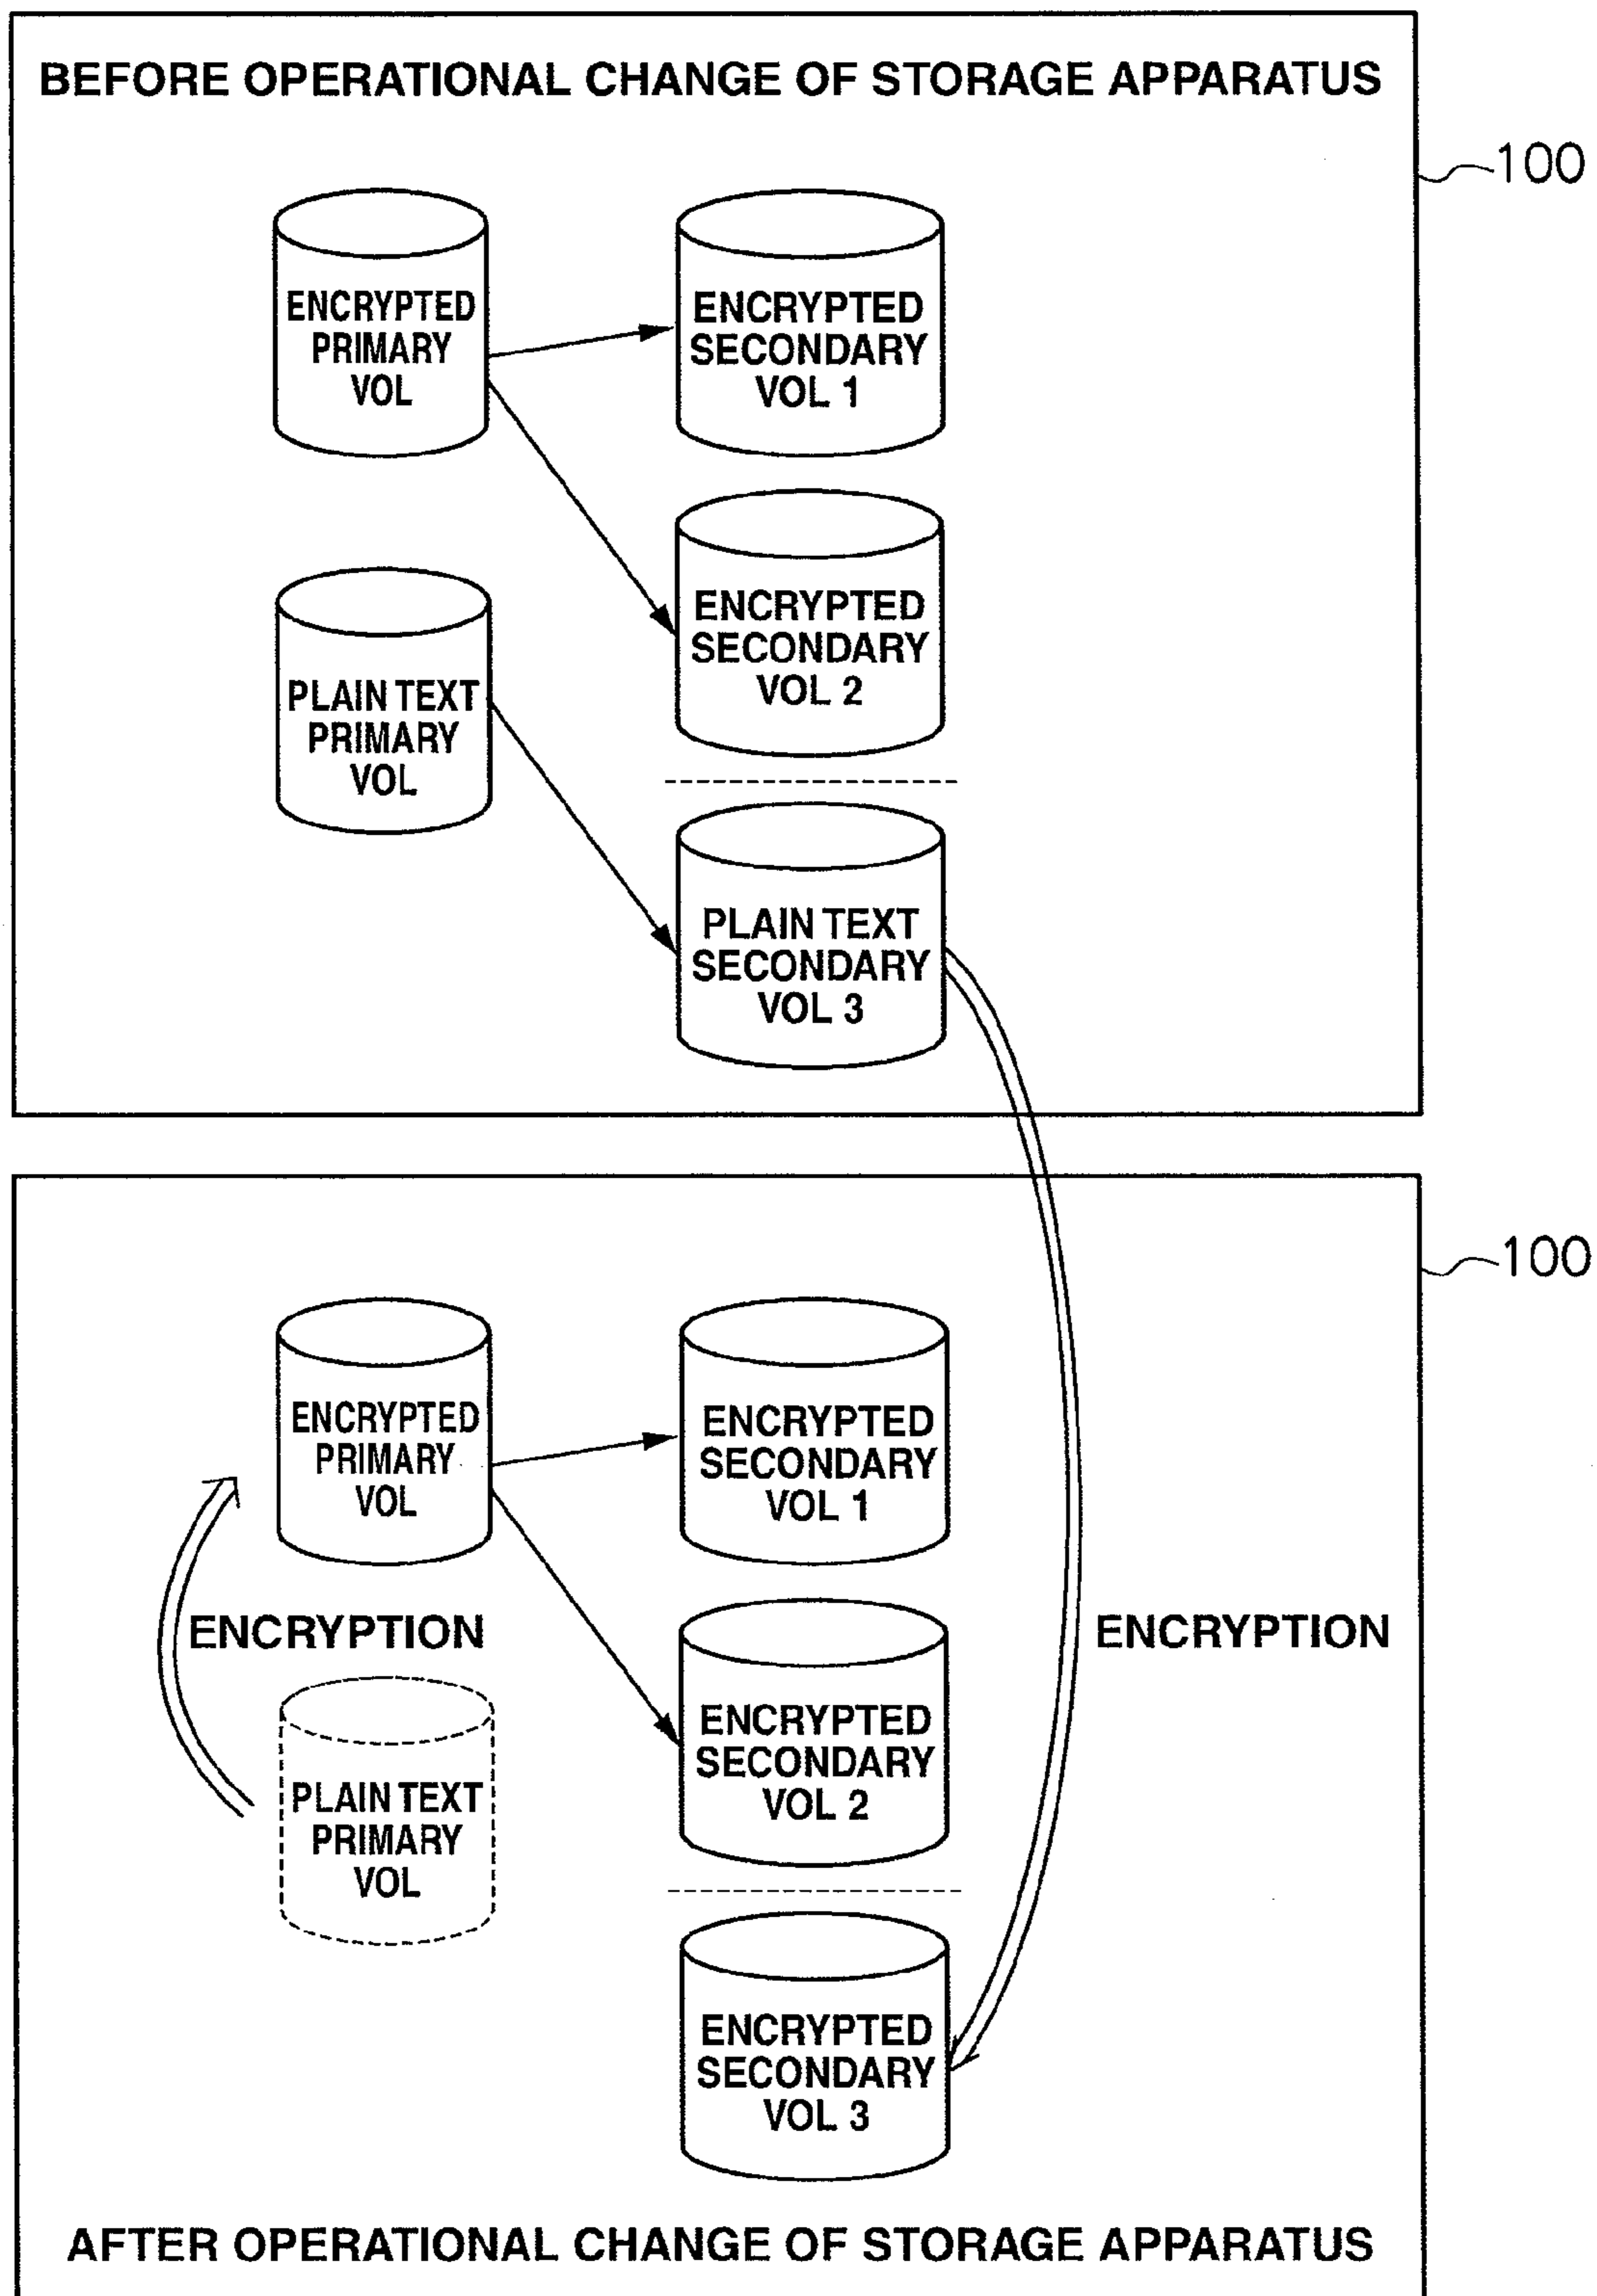 BEFORE OPERATIONAL CHANGE OF STORAGE APPARATUS
100
ENCRYPTED
PRIMARY
VOL
ENCRYPTED
SECONDARY
VOL 1
ENCRYPTED
SECONDARY
VOL 2
PLAIN TEXT
PRIMARY
VOL
PLAIN TEXT
SECONDARY
VOL 3
100
ENCRYPTED
PRIMARY
VOL
ENCRYPTED
SECONDARY
VOL 1
ENCRYPTION
ENCRYPTION
ENCRYPTED
SECONDARY
VOL 2
PLAIN TEXT
PRIMARY
VOL
ENCRYPTED
SECONDARY
VOL 3
AFTER OPERATIONAL CHANGE OF STORAGE APPARATUS